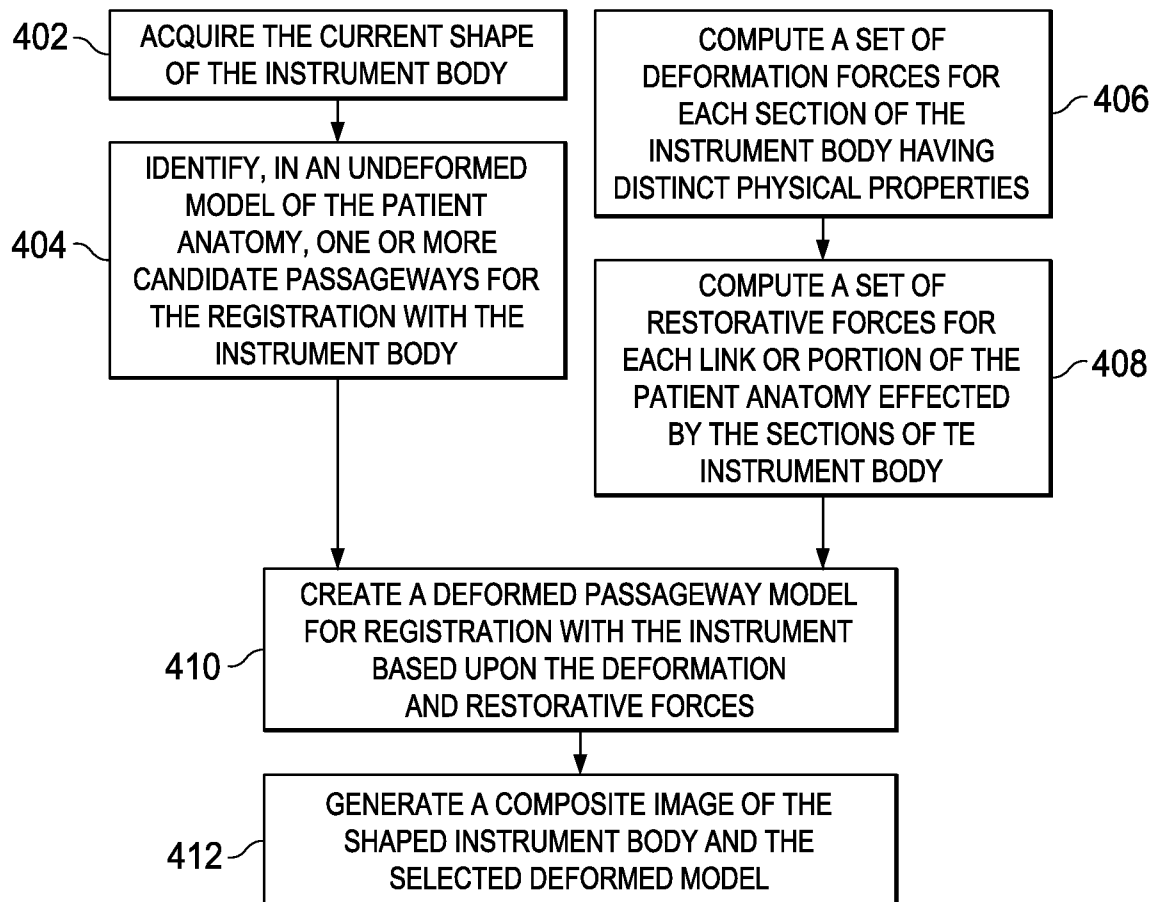 402
ACQUIRE THE CURRENT SHAPE
OF THE INSTRUMENT BODY
404
IDENTIFY, IN AN UNDEFORMED
MODEL OF THE PATIENT
ANATOMY, ONE OR MORE
CANDIDATE PASSAGEWAYS FOR
THE REGISTRATION WITH THE
INSTRUMENT BODY
COMPUTE A SET OF
DEFORMATION FORCES FOR
EACH SECTION OF THE
INSTRUMENT BODY HAVING
DISTINCT PHYSICAL PROPERTIES
406
COMPUTE A SET OF
RESTORATIVE FORCES FOR
EACH LINK OR PORTION OF THE
PATIENT ANATOMY EFFECTED
BY THE SECTIONS OF TE
INSTRUMENT BODY
408
410
CREATE A DEFORMED PASSAGEWAY MODEL
FOR REGISTRATION WITH THE INSTRUMENT
BASED UPON THE DEFORMATION
AND RESTORATIVE FORCES
412
GENERATE A COMPOSITE IMAGE OF THE
SHAPED INSTRUMENT BODY AND THE
SELECTED DEFORMED MODEL